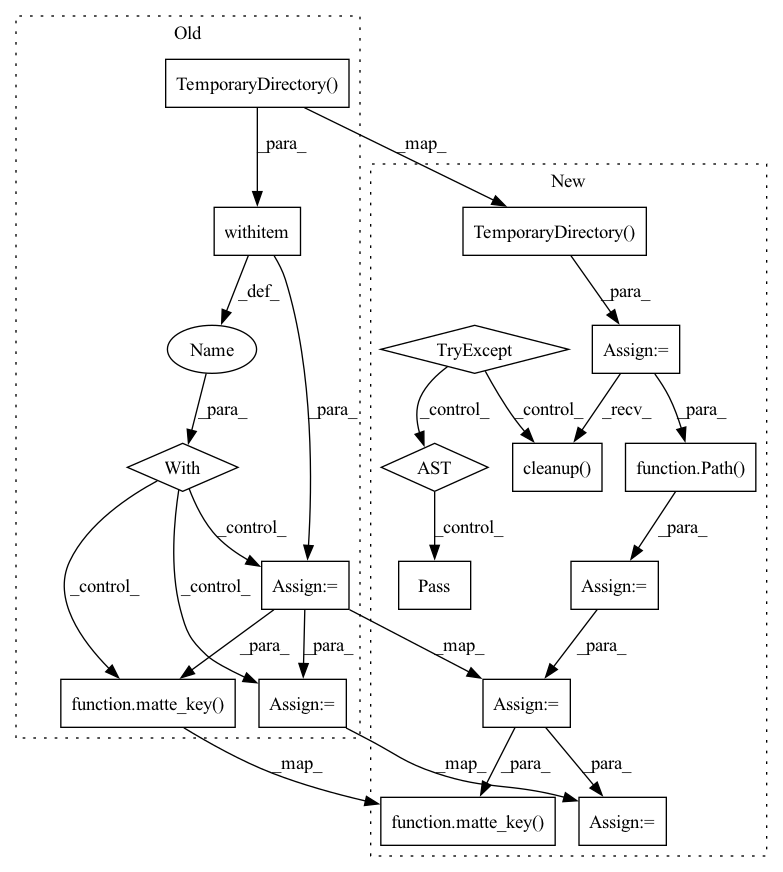 Old
TemporaryDirectory()
_para_
_map_
New
withitem
TemporaryDirectory()
_def_
_para_
Name
TryExcept
Assign:=
_para_
_para_
_control_
_control_
_recv_
_para_
With
AST
cleanup()
function.Path()
_control_
_control_
_para_
_control_
_control_
Assign:=
Pass
Assign:=
_para_
_para_
_map_
_para_
function.matte_key()
Assign:=
Assign:=
_map_
_map_
_para_
_para_
function.matte_key()
Assign:=